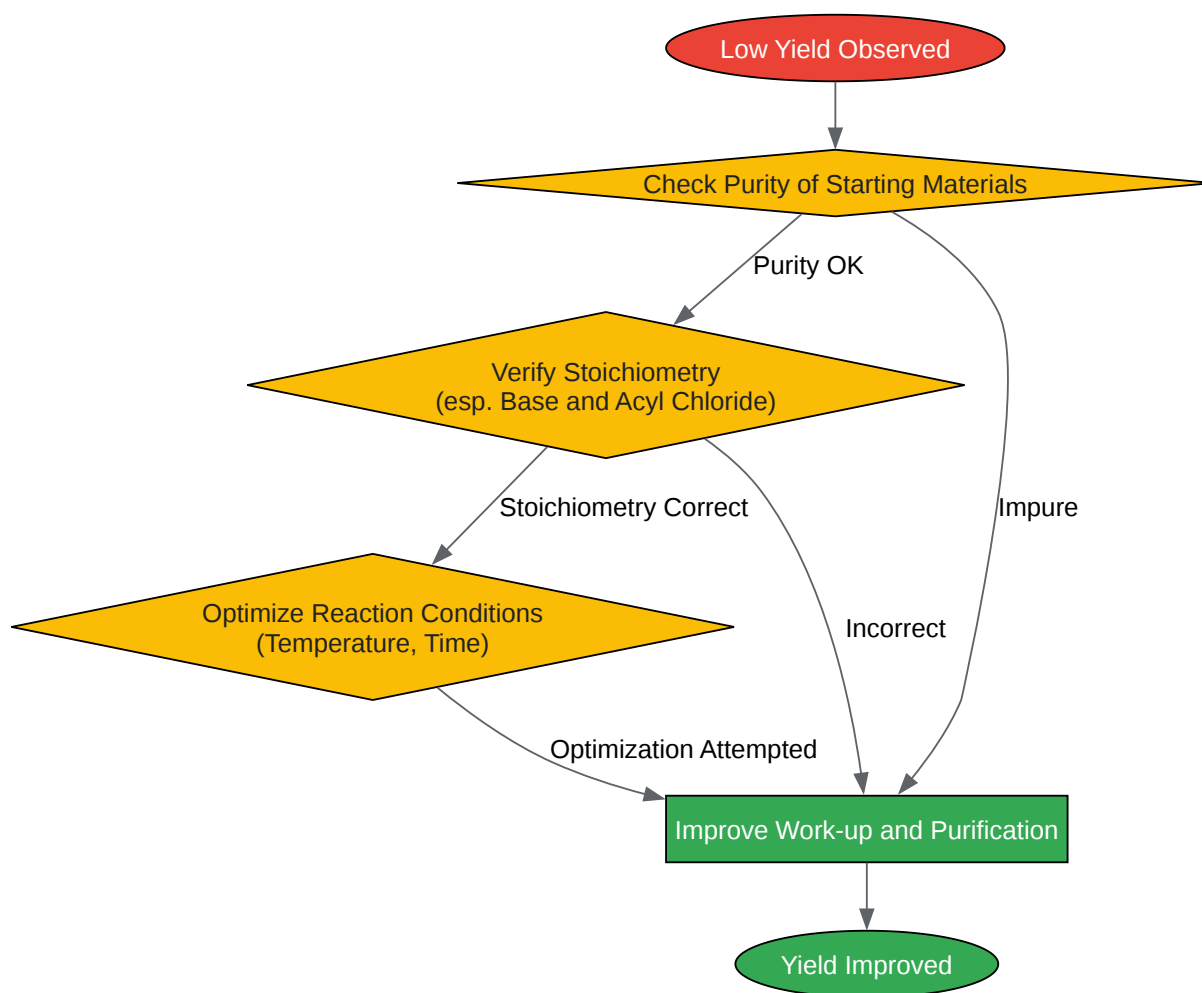 Low Yield Observed
Check Purity of Starting Materials
Purity OK
Verify Stoichiometry
(esp. Base and Acyl Chloride)
Stoichiometry Correct
Impure
Optimize Reaction Conditions
(Temperature, Time)
Incorrect
Optimization Attempted
Improve Work-up and Purification
Yield Improved